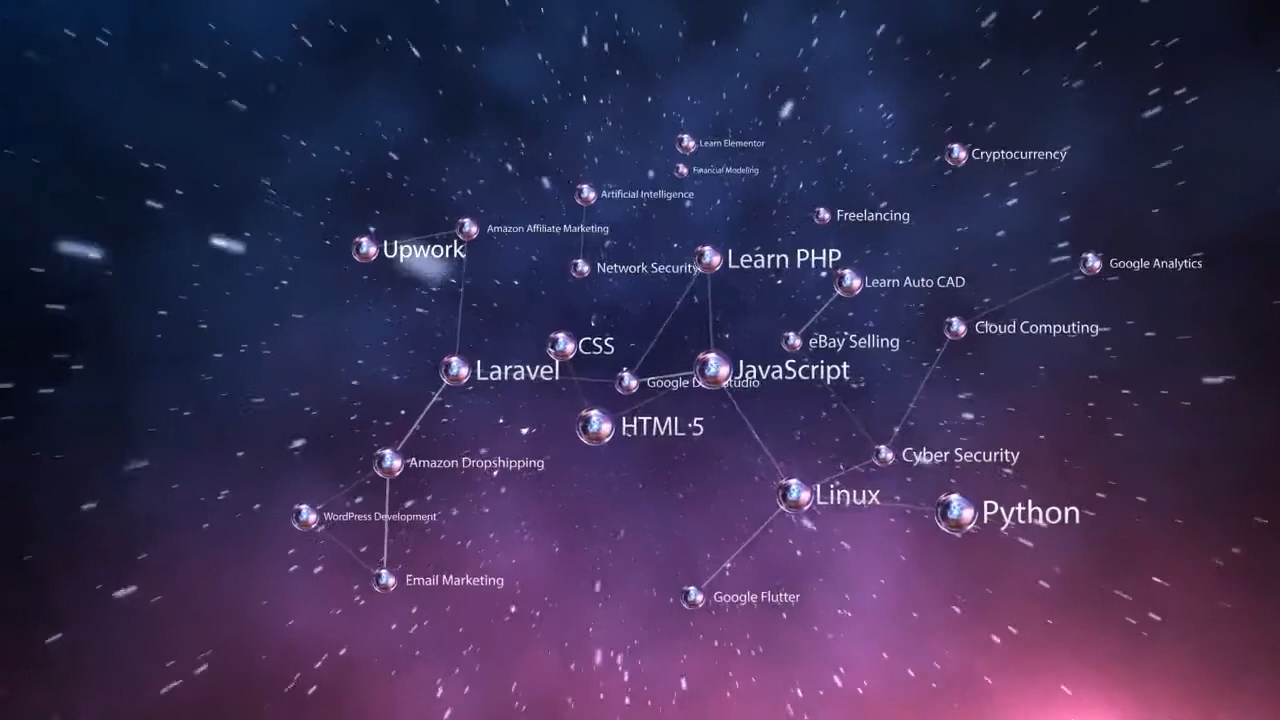 Learn Elementor
Cryptocurrency
Financial Modeling
Artificial Intelligence
Freelancing
Amazon Affiliate Marketing
Upwork
Learn PHP
Network Security
Google Analytics
Learn Auto CAD
Cloud Computing
eBay Selling
CSS
Laravel
JavaScript
Google D studio
HTML 5
Cyber Security
Amazon Dropshipping
Linux
Python
WordPress Development
Email Marketing
Google Flutter